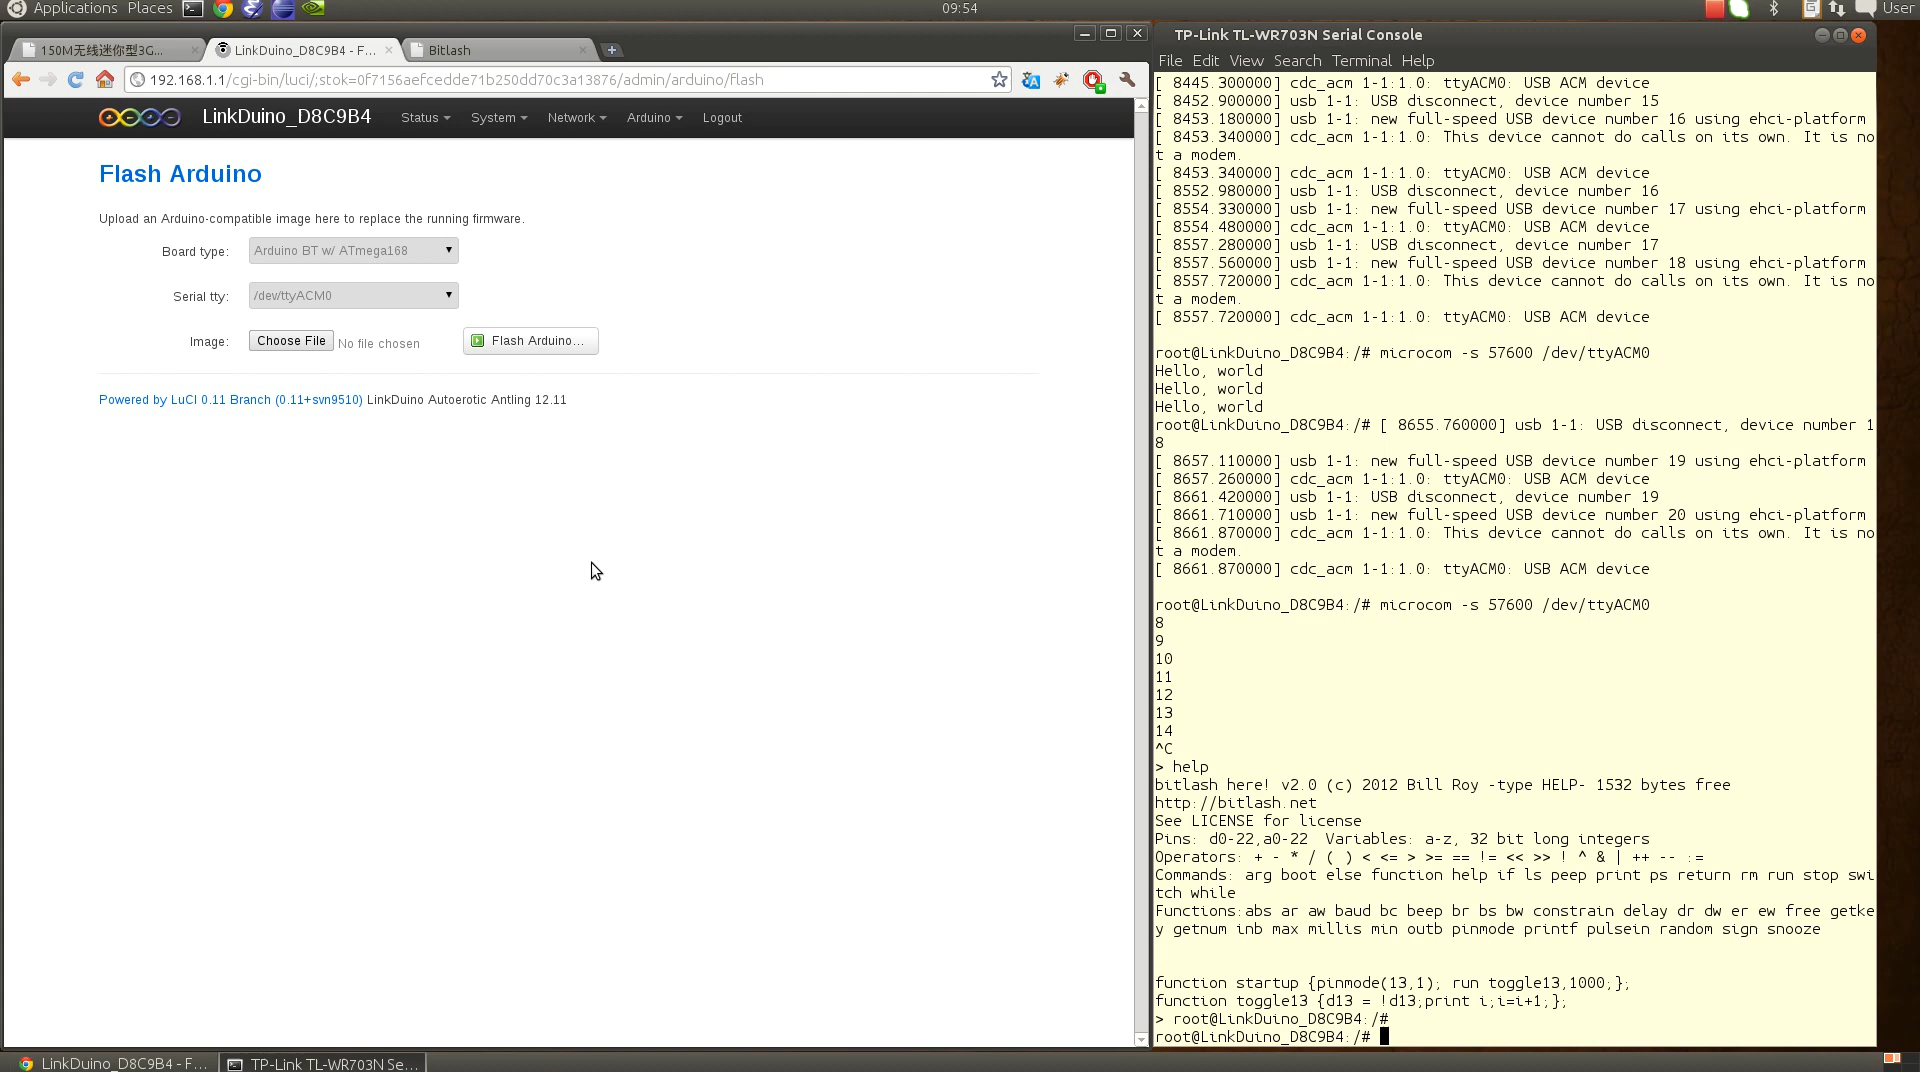 Applications Places
09:54
User
150M无线迷你型3G...
LinkDuino_D8C9B4 - F...
Bitlash
192.168.1.1/cgi-bin/luci/;stok=0f7156aefcedde71b250dd70c3a13876/admin/arduino/flash
LinkDuino_D8C9B4 Status System Network Arduino Logout
Flash Arduino
Upload an Arduino-compatible image here to replace the running firmware.
Board type: Arduino BT w/ ATmega168
Serial tty: /dev/ttyACM0
Image: Choose File No file chosen Flash Arduino...
Powered by LuCI 0.11 Branch (0.11+svn9510) LinkDuino Autoerotic Antling 12.11
TP-Link TL-WR703N Serial Console
File Edit View Search Terminal Help
[ 8445.300000] cdc_acm 1-1:1.0: ttyACM0: USB ACM device
[ 8452.900000] usb 1-1: USB disconnect, device number 15
[ 8453.180000] usb 1-1: new full-speed USB device number 16 using ehci-platform
[ 8453.340000] cdc_acm 1-1:1.0: This device cannot do calls on its own. It is no
t a modem.
[ 8453.340000] cdc_acm 1-1:1.0: ttyACM0: USB ACM device
[ 8552.980000] usb 1-1: USB disconnect, device number 16
[ 8554.330000] usb 1-1: new full-speed USB device number 17 using ehci-platform
[ 8554.480000] cdc_acm 1-1:1.0: ttyACM0: USB ACM device
[ 8557.280000] usb 1-1: USB disconnect, device number 17
[ 8557.560000] usb 1-1: new full-speed USB device number 18 using ehci-platform
[ 8557.720000] cdc_acm 1-1:1.0: This device cannot do calls on its own. It is no
t a modem.
[ 8557.720000] cdc_acm 1-1:1.0: ttyACM0: USB ACM device
root@LinkDuino_D8C9B4:/# microcom -s 57600 /dev/ttyACM0
Hello, world
Hello, world
Hello, world
root@LinkDuino_D8C9B4:/# [ 8655.760000] usb 1-1: USB disconnect, device number 1
8
[ 8657.110000] usb 1-1: new full-speed USB device number 19 using ehci-platform
[ 8657.260000] cdc_acm 1-1:1.0: ttyACM0: USB ACM device
[ 8661.420000] usb 1-1: USB disconnect, device number 19
[ 8661.710000] usb 1-1: new full-speed USB device number 20 using ehci-platform
[ 8661.870000] cdc_acm 1-1:1.0: This device cannot do calls on its own. It is no
t a modem.
[ 8661.870000] cdc_acm 1-1:1.0: ttyACM0: USB ACM device
root@LinkDuino_D8C9B4:/# microcom -s 57600 /dev/ttyACM0
8
9
10
11
12
13
14
^C
> help
bitlash here! v2.0 (c) 2012 Bill Roy -type HELP- 1532 bytes free
http://bitlash.net
See LICENSE for license
Pins: d0-22,a0-22  Variables: a-z, 32 bit long integers
Operators: + - * / ( ) < <= > >= == != << >> ! ^ & | ++ -- :=
Commands: arg boot else function help if ls peep print ps return rm run stop swi
tch while
Functions:abs ar aw baud bc beep br bs bw constrain delay dr dw er ew free getke
y getnum inb max millis min outb pinmode printf pulsein random sign snooze
function startup {pinmode(13,1); run toggle13,1000;};
function toggle13 {d13 = !d13;print i;i=i+1;};
> root@LinkDuino_D8C9B4:/#
root@LinkDuino_D8C9B4:/#
LinkDuino_D8C9B4 - F...
TP-Link TL-WR703N Se...